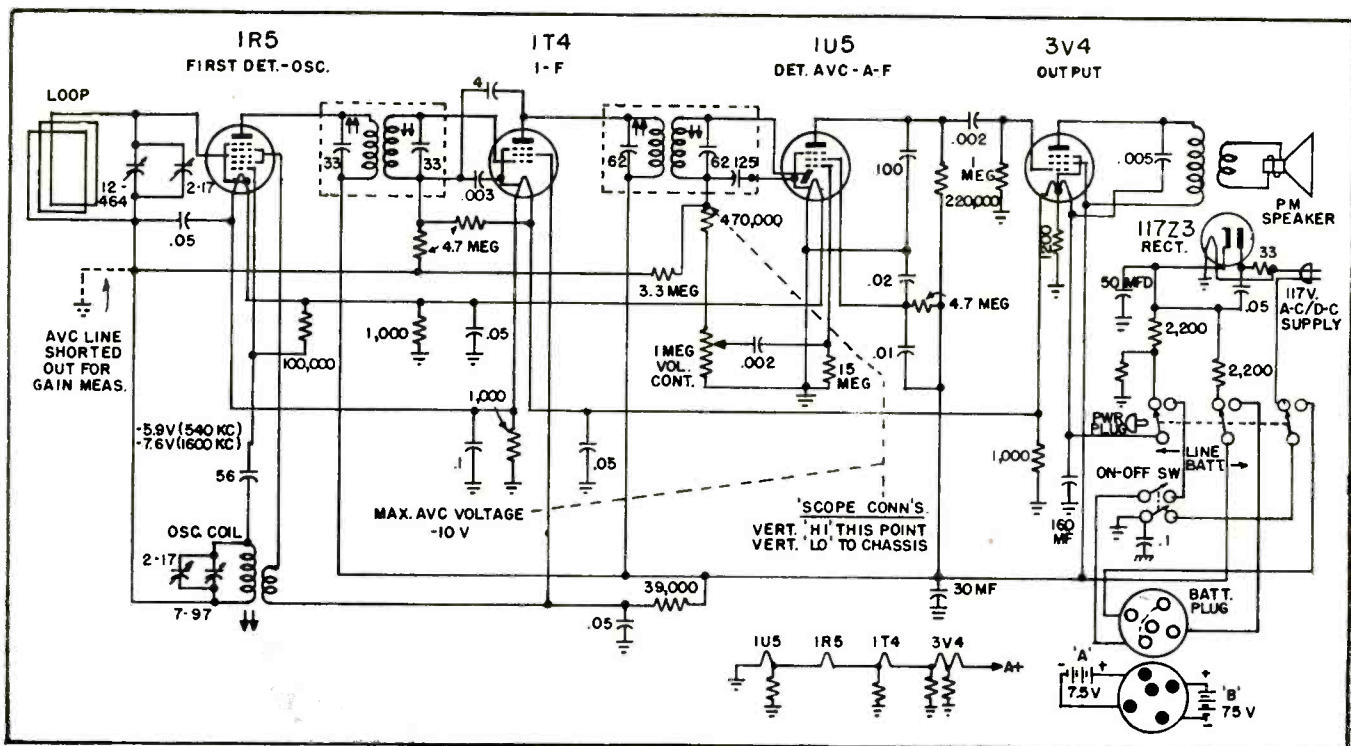 1R5
FIRST DET.-OSC.
1T4
I-F
1U5
DET. AVC-A-F
3V4
OUTPUT
LOOP
12-
464
2-17
.05
33
33
4
.003
4.7 MEG
62
62
125
470,000
3.3 MEG
.100
.02
.01
4.7 MEG
.002
1
MEG
220,000
1200
.005
PM
SPEAKER
117Z3
RECT.
33
50 MFD
.05
117V.
A-C/D-C
SUPPLY
2,200
2,200
AVC LINE
SHORTED
OUT FOR
GAIN MEAS.
100,000
1,000
.05
1 MEG
VOL.
CONT.
.002
15
MEG
-5.9V (540 KC)
-7.6V (1600 KC)
56
1,000
.1
.05
1,000
160
MF
PWR
PLUG
LINE
BATT.
ON-OFF SW
.1
MAX. AVC VOLTAGE
-10 V
'SCOPE CONN'S.
VERT. 'HI' THIS POINT
VERT. 'LO' TO CHASSIS
OSC. COIL
2-17
7-97
39,000
.05
30 MF
BATT.
PLUG
1U5
1R5
1T4
3V4
A+
'A'
- +
7.5V
+
'B'
75 V
-